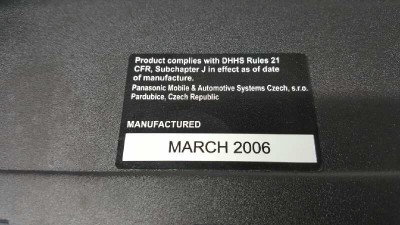 Product complies with DHHS Rules 21
CFR, Subchapter J in effect as of date
of manufacture.
Panasonic Mobile & Automotive Systems Czech, s.r.o.
Pardubice, Czech Republic
MANUFACTURED
MARCH 2006